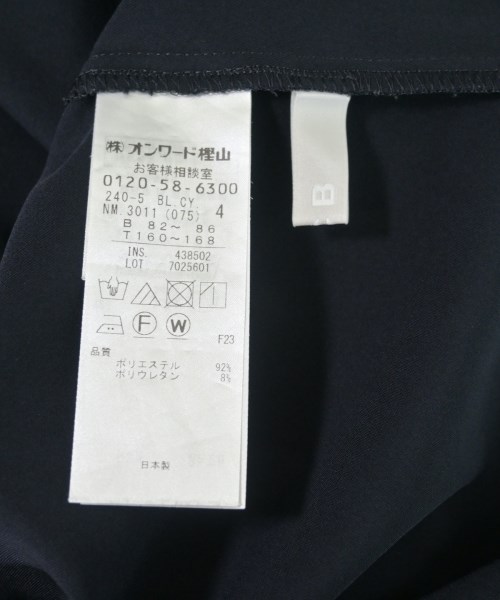 ㈱オンワード樫山
お客様相談室
0120-58-6300
240-5 BL.CY
NM.3011 (075) 4
B 82〜 86
T160〜168
INS. 438502
LOT 7025601
F
W
F23
品質
ポリエステル 92%
ポリウレタン 8%
日本製
B